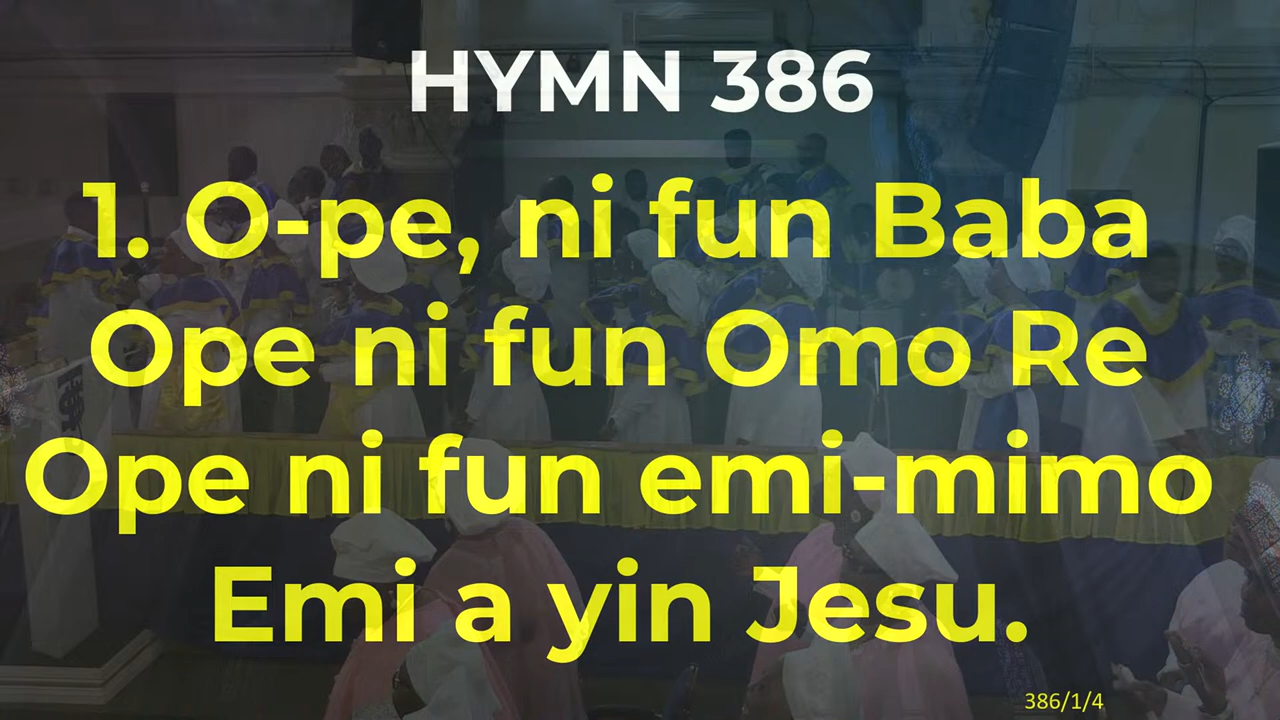 HYMN 386
1. O-pe, ni fun Baba
Ope ni fun Omo Re
Ope ni fun emi-mimo
Emi a yin Jesu.
386/1/4